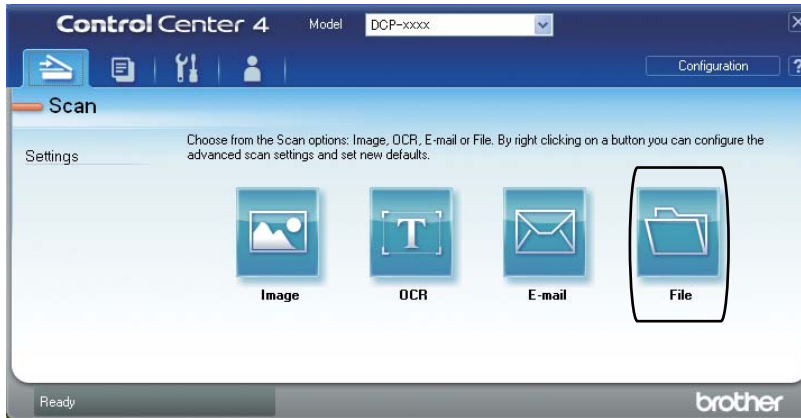 Control Center 4 Model DCP-xxxx X
Configuration ?
Scan
Settings
Choose from the Scan options: Image, OCR, E-mail or File. By right clicking on a button you can configure the
advanced scan settings and set new defaults.
T
Image OCR E-mail File
Ready brother